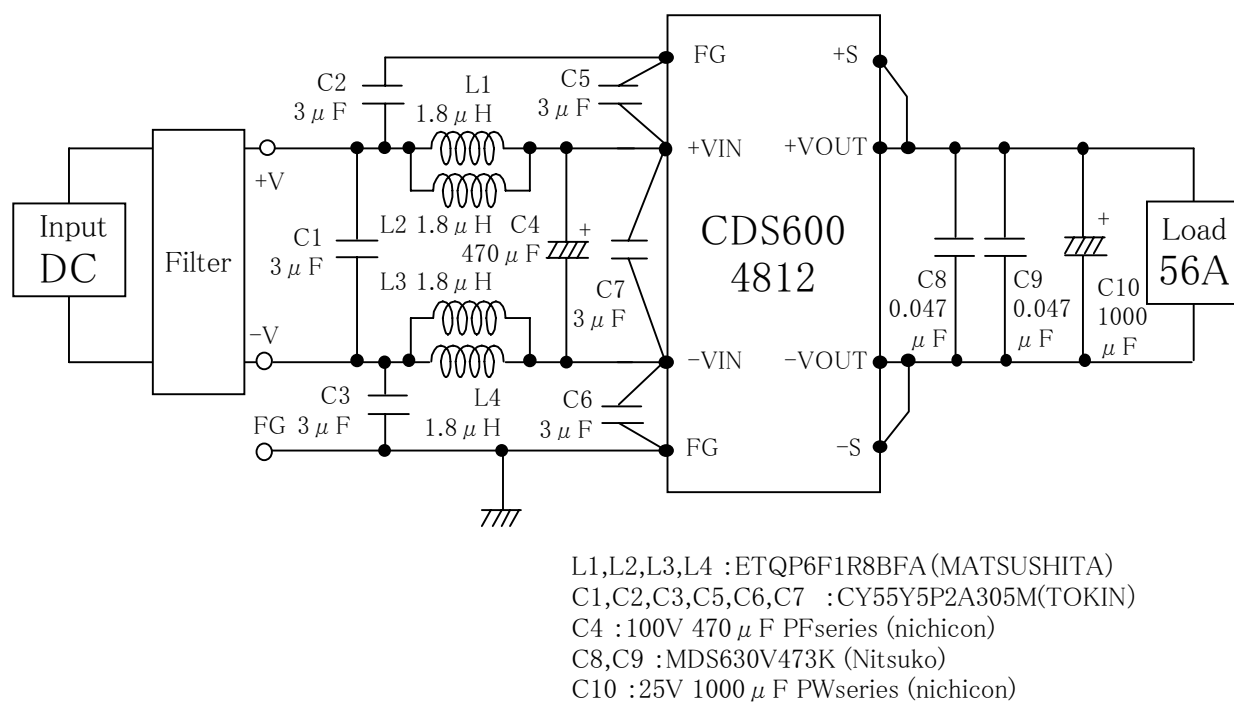 FG
+S
C2
3μF
L1
1.8μH
C5
3μF
+VIN
+VOUT
+V
Input
DC
Filter
C1
3μF
L2 1.8μH
C4
+
470μF
L3 1.8μH
C7
3μF
CDS600
4812
C8
0.047
μF
C9
0.047
μF
+
C10
1000
μF
Load
56A
-V
-VIN
-VOUT
C3
FG 3μF
L4
1.8μH
C6
3μF
FG
-S
L1,L2,L3,L4 :ETQP6F1R8BFA(MATSUSHITA)
C1,C2,C3,C5,C6,C7 :CY55Y5P2A305M(TOKIN)
C4 :100V 470μF PFseries (nichicon)
C8,C9 :MDS630V473K (Nitsuko)
C10 :25V 1000μF PWseries (nichicon)